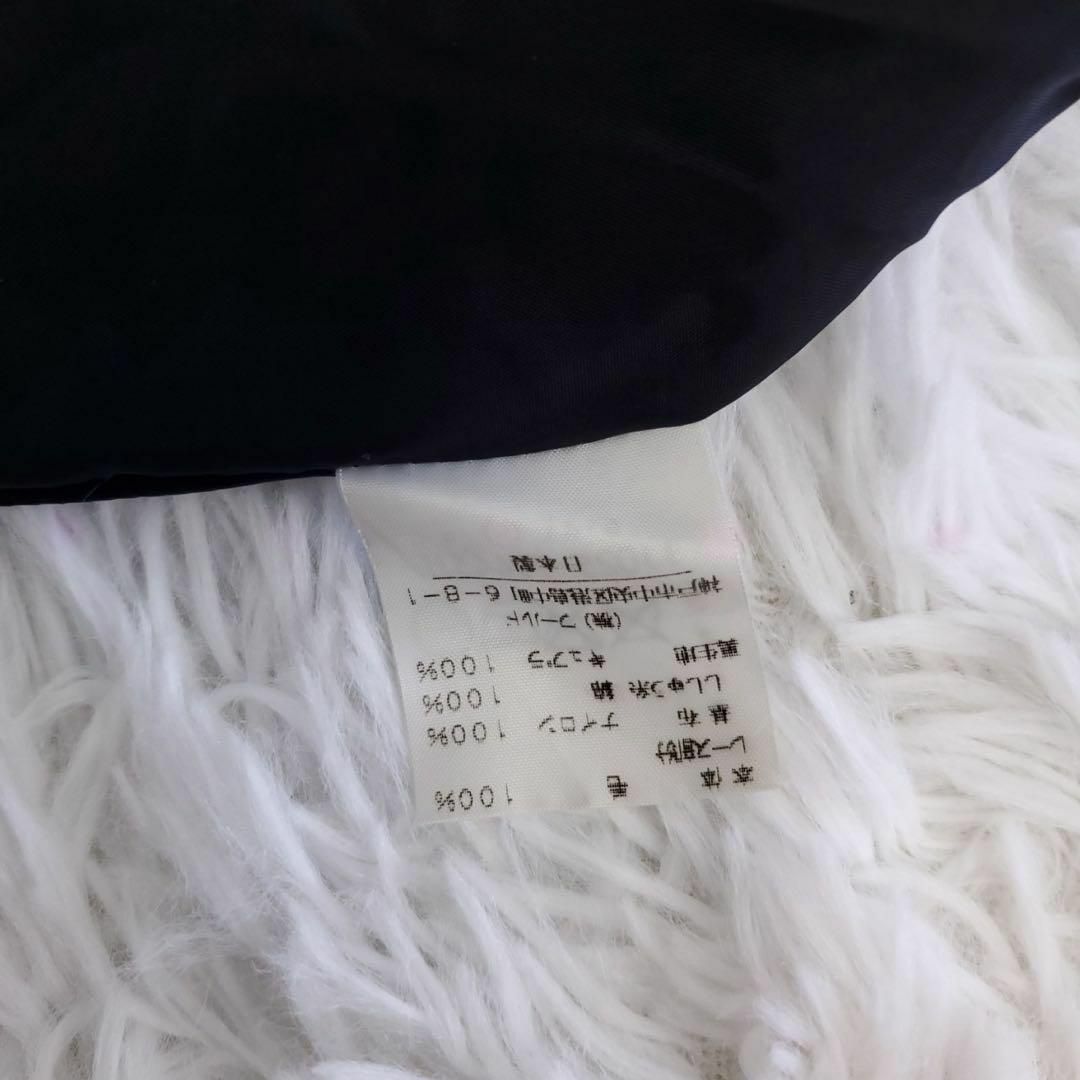 本体 毛 100%
レース部分
基布 ナイロン 100%
ししゅう糸 綿 100%
裏生地 キュプラ 100%
(株)ワールド
神戸市中央区港島中町6-8-1
日本製